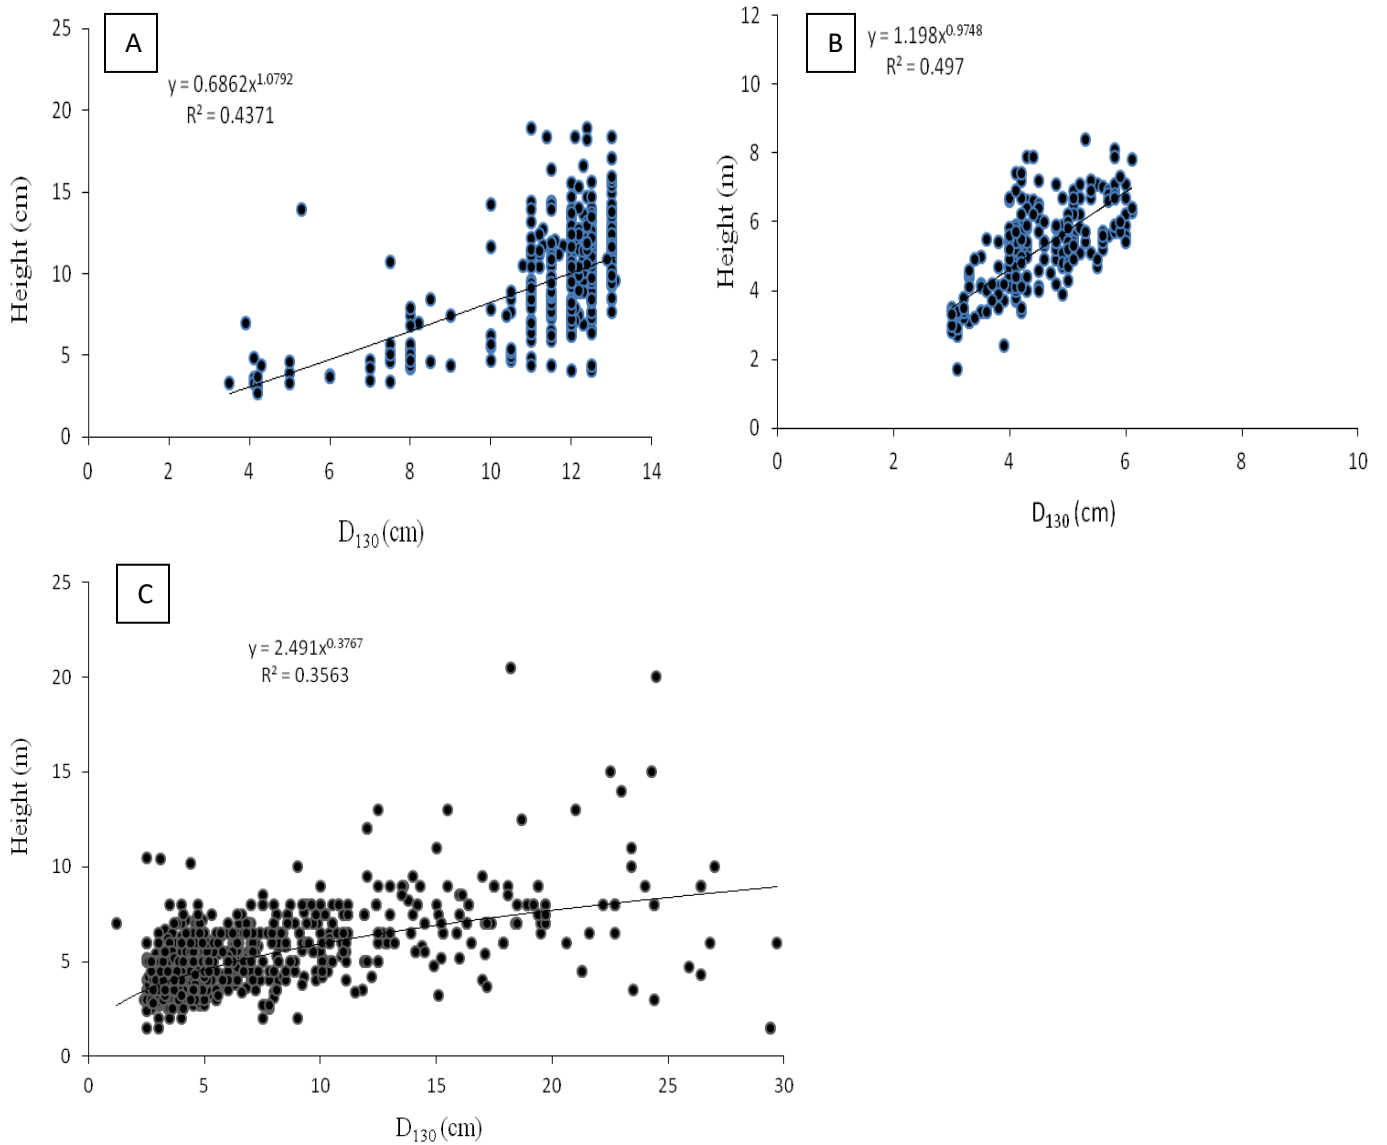 A
y = 0.6862x^1.0792
R² = 0.4371
Height (cm)
25
20
15
10
5
0
0 2 4 6 8 10 12 14
D₁₃₀ (cm)
B
y = 1.198x^0.9748
R² = 0.497
Height (m)
12
10
8
6
4
2
0
0 2 4 6 8 10
D₁₃₀ (cm)
C
y = 2.491x^0.3767
R² = 0.3563
Height (m)
25
20
15
10
5
0
0 5 10 15 20 25 30
D₁₃₀ (cm)